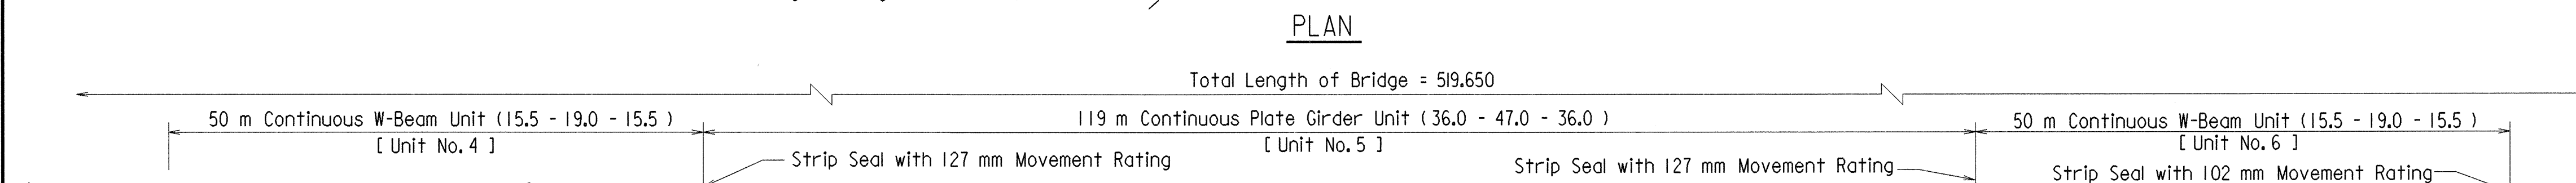 PLAN
Total Length of Bridge = 519.650
50 m Continuous W-Beam Unit (15.5 - 19.0 - 15.5 )
119 m Continuous Plate Girder Unit ( 36.0 - 47.0 - 36.0 )
50 m Continuous W-Beam Unit (15.5 - 19.0 - 15.5 )
[ Unit No. 4 ]
[ Unit No. 5 ]
[ Unit No. 6 ]
Strip Seal with 127 mm Movement Rating
Strip Seal with 127 mm Movement Rating
Strip Seal with 102 mm Movement Rating